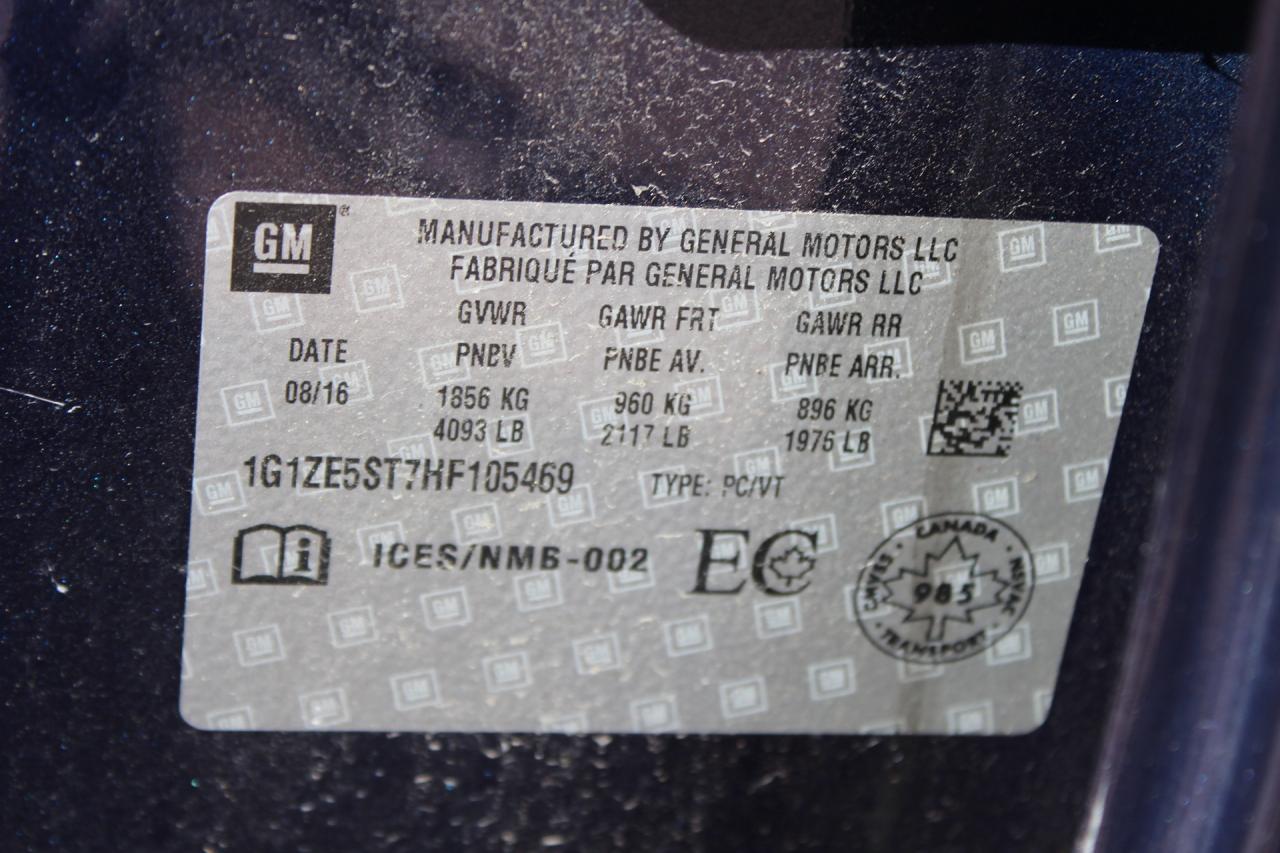 GM®
MANUFACTURED BY GENERAL MOTORS LLC
FABRIQUÉ PAR GENERAL MOTORS LLC
GVWR GAWR FRT GAWR RR
DATE PNBV PNBE AV. PNBE ARR.
08/16 1856 KG 960 KG 896 KG
4093 LB 2117 LB 1976 LB
1G1ZE5ST7HF105469 TYPE: PC/VT
i ICES/NMB-002 EC
CANADA
CMVSS 985 NSVAC
TRANSPORT